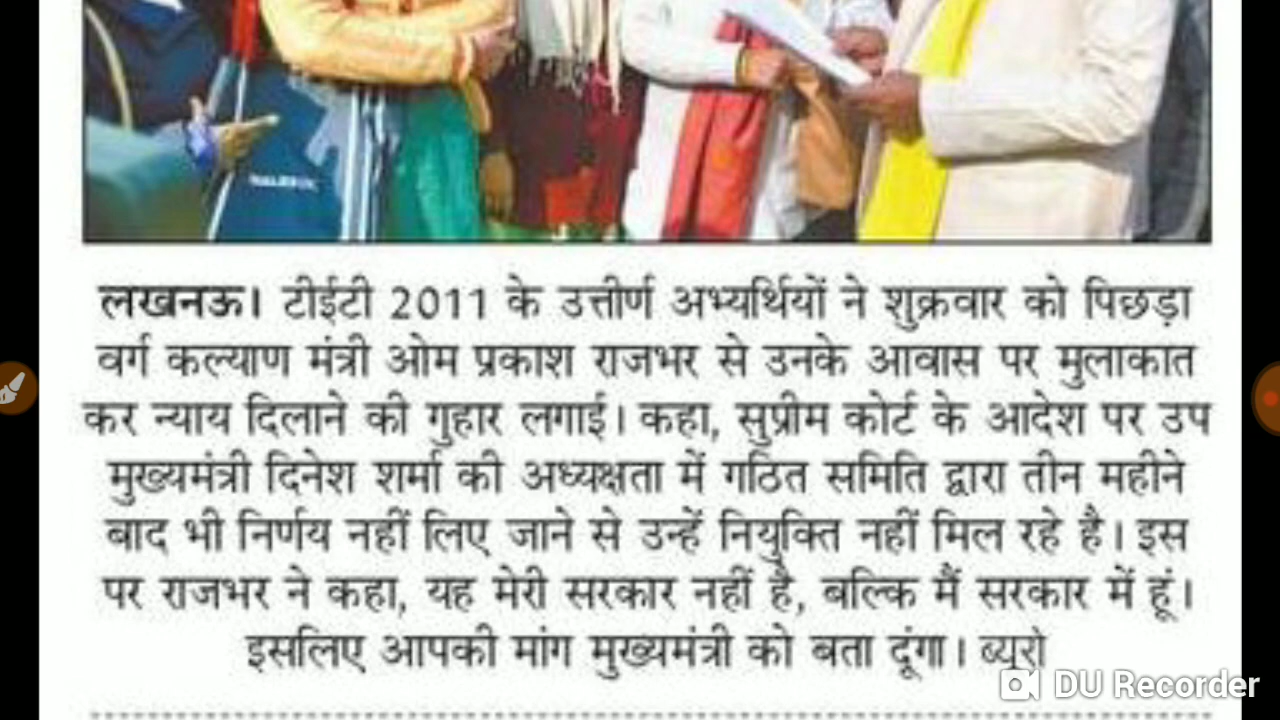 लखनऊ। टीईटी 2011 के उत्तीर्ण अभ्यर्थियों ने शुक्रवार को पिछड़ा
वर्ग कल्याण मंत्री ओम प्रकाश राजभर से उनके आवास पर मुलाकात
कर न्याय दिलाने की गुहार लगाई। कहा, सुप्रीम कोर्ट के आदेश पर उप
मुख्यमंत्री दिनेश शर्मा की अध्यक्षता में गठित समिति द्वारा तीन महीने
बाद भी निर्णय नहीं लिए जाने से उन्हें नियुक्ति नहीं मिल रहे है। इस
पर राजभर ने कहा, यह मेरी सरकार नहीं है, बल्कि मैं सरकार में हूं।
इसलिए आपकी मांग मुख्यमंत्री को बता दूंगा। ब्यूरो
DU Recorder